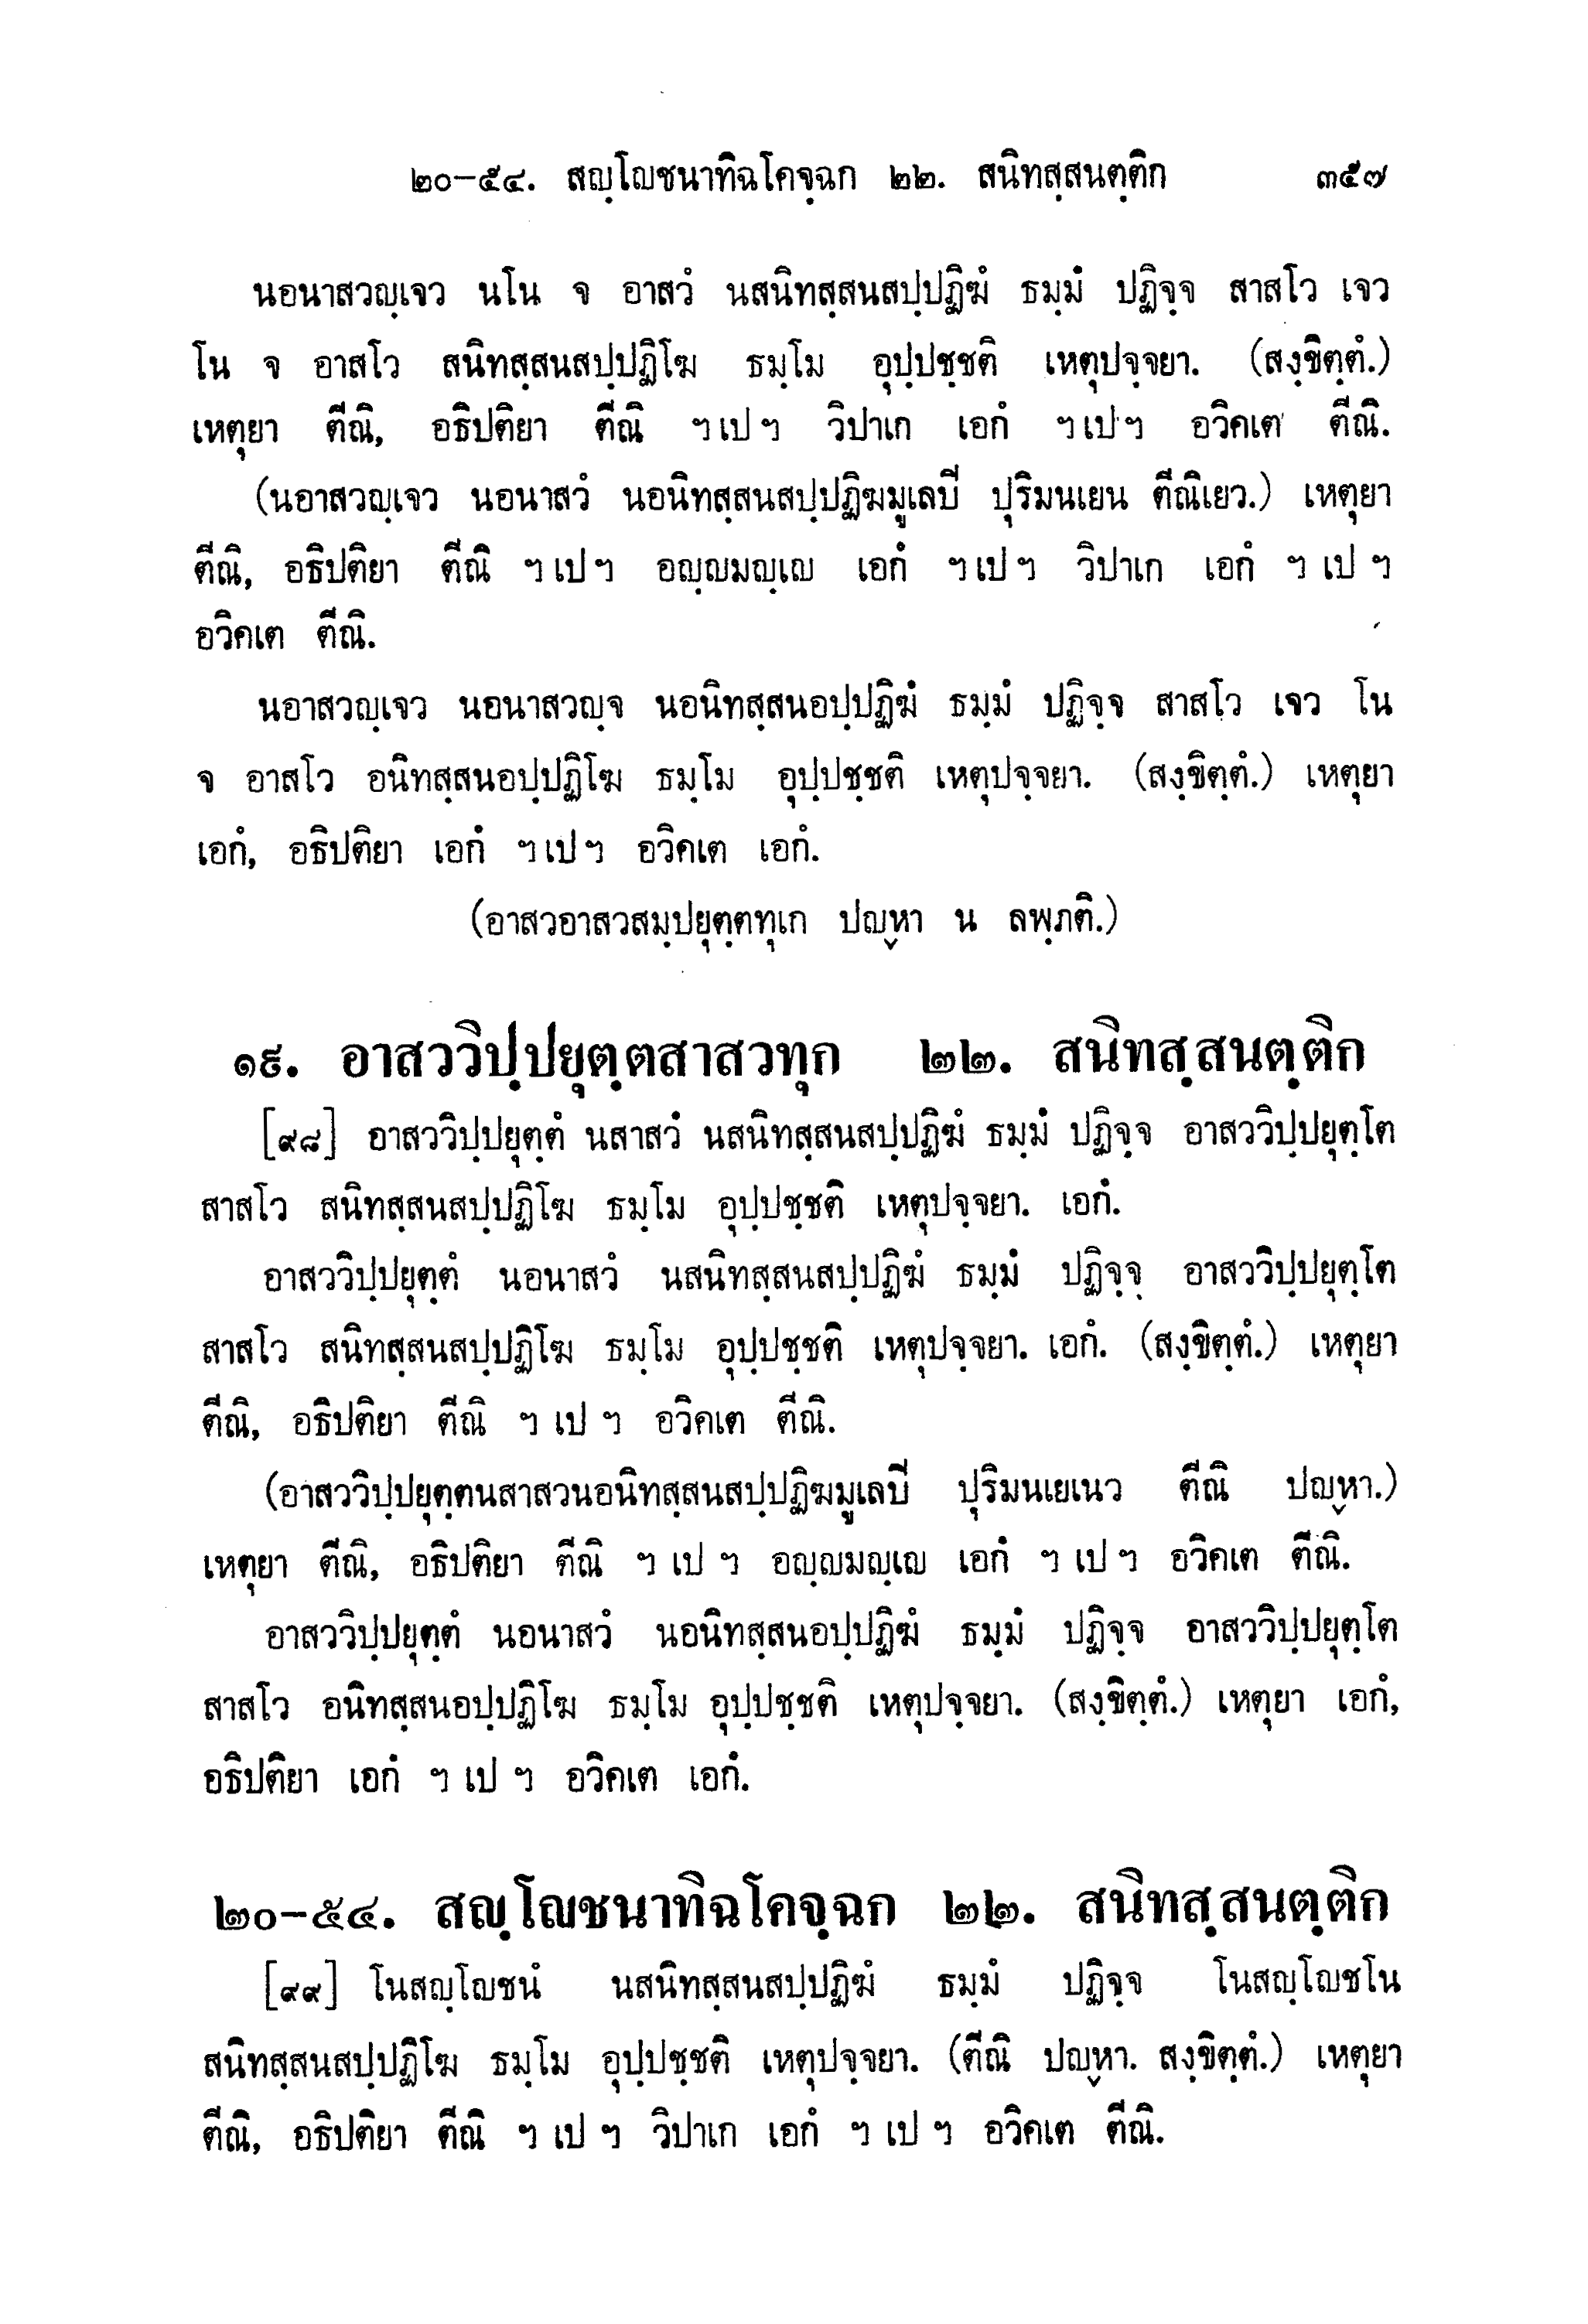 ๒๐-๕๔. สญฺโญชนาทิฉโคจฺฉก ๒๒. สนิทสฺสนตฺติก ๓๕๗
นอนาสวญฺเจว นโน จ อาสวํ นสนิทสฺสนสปฺปฏิฆํ ธมฺมํ ปฏิจฺจ สาสโว เจว
โน จ อาสโว สนิทสฺสนสปฺปฏิโฆ ธมฺโม อุปฺปชฺชติ เหตุปจฺจยา. (สงฺขิตฺตํ.)
เหตุยา ตีณิ, อธิปติยา ตีณิ ฯเปฯ วิปาเก เอกํ ฯเปฯ อวิคเต ตีณิ.
(นอาสวญฺเจว นอนาสวํ นอนิทสฺสนสปฺปฏิฆมูเลปี ปุริมนเยน ตีณิเยว.) เหตุยา
ตีณิ, อธิปติยา ตีณิ ฯเปฯ อญฺญมญฺเญ เอกํ ฯเปฯ วิปาเก เอกํ ฯ เป ฯ
อวิคเต ตีณิ.
นอาสวญฺเจว นอนาสวญฺจ นอนิทสฺสนอปฺปฏิฆํ ธมฺมํ ปฏิจฺจ สาสโว เจว โน
จ อาสโว อนิทสฺสนอปฺปฏิโฆ ธมฺโม อุปฺปชฺชติ เหตุปจฺจยา. (สงฺขิตฺตํ.) เหตุยา
เอกํ, อธิปติยา เอกํ ฯเปฯ อวิคเต เอกํ.
(อาสวอาสวสมฺปยุตฺตทุเก ปญฺหา น ลพฺภติ.)
๑๙. อาสววิปฺปยุตฺตสาสวทุก ๒๒. สนิทสฺสนตฺติก
[๙๘] อาสววิปฺปยุตฺตํ นสาสวํ นสนิทสฺสนสปฺปฏิฆํ ธมฺมํ ปฏิจฺจ อาสววิปฺปยุตฺโต
สาสโว สนิทสฺสนสปฺปฏิโฆ ธมฺโม อุปฺปชฺชติ เหตุปจฺจยา. เอกํ.
อาสววิปฺปยุตฺตํ นอนาสวํ นสนิทสฺสนสปฺปฏิฆํ ธมฺมํ ปฏิจฺจ อาสววิปฺปยุตฺโต
สาสโว สนิทสฺสนสปฺปฏิโฆ ธมฺโม อุปฺปชฺชติ เหตุปจฺจยา. เอกํ. (สงฺขิตฺตํ.) เหตุยา
ตีณิ, อธิปติยา ตีณิ ฯ เป ฯ อวิคเต ตีณิ.
(อาสววิปฺปยุตฺตนสาสวนอนิทสฺสนสปฺปฏิฆมูเลปี ปุริมนเยเนว ตีณิ ปญฺหา.)
เหตุยา ตีณิ, อธิปติยา ตีณิ ฯ เป ฯ อญฺญมญฺเญ เอกํ ฯ เป ฯ อวิคเต ตีณิ.
อาสววิปฺปยุตฺตํ นอนาสวํ นอนิทสฺสนอปฺปฏิฆํ ธมฺมํ ปฏิจฺจ อาสววิปฺปยุตฺโต
สาสโว อนิทสฺสนอปฺปฏิโฆ ธมฺโม อุปฺปชฺชติ เหตุปจฺจยา. (สงฺขิตฺตํ.) เหตุยา เอกํ,
อธิปติยา เอกํ ฯ เป ฯ อวิคเต เอกํ.
๒๐-๕๔. สญฺโญชนาทิฉโคจฺฉก ๒๒. สนิทสฺสนตฺติก
[๙๙] โนสญฺโญชนํ นสนิทสฺสนสปฺปฏิฆํ ธมฺมํ ปฏิจฺจ โนสญฺโญชโน
สนิทสฺสนสปฺปฏิโฆ ธมฺโม อุปฺปชฺชติ เหตุปจฺจยา. (ตีณิ ปญฺหา. สงฺขิตฺตํ.) เหตุยา
ตีณิ, อธิปติยา ตีณิ ฯ เป ฯ วิปาเก เอกํ ฯ เป ฯ อวิคเต ตีณิ.